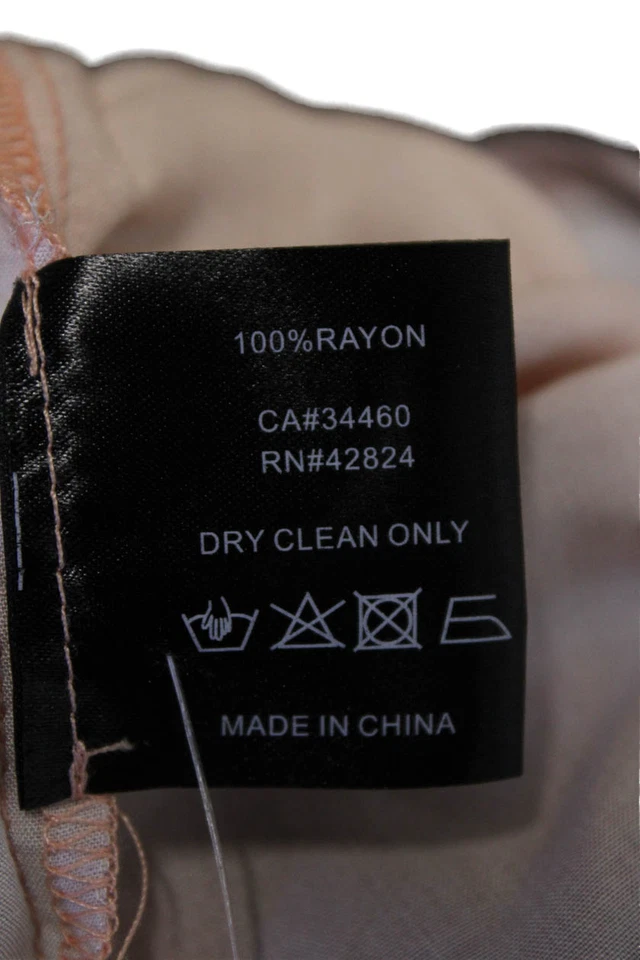 100%RAYON
CA#34460
RN#42824
DRY CLEAN ONLY
MADE IN CHINA